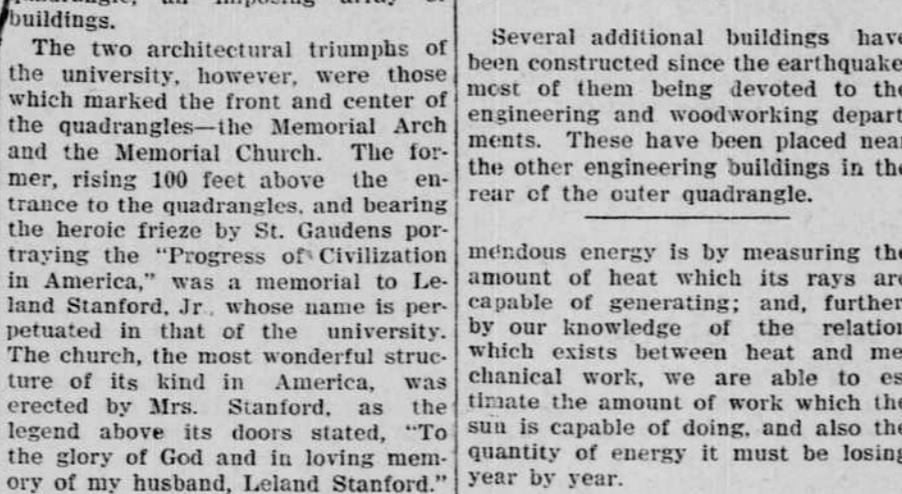 buildings.
The two architectural triumphs of
the university, however, were those
which marked the front and center of
the quadrangles—the Memorial Arch
and the Memorial Church. The for-
mer, rising 100 feet above the en-
trance to the quadrangles, and bearing
the heroic frieze by St. Gaudens por-
traying the "Progress of Civilization
in America," was a memorial to Le-
land Stanford, Jr., whose name is per-
petuated in that of the university.
The church, the most wonderful struc-
ture of its kind in America, was
erected by Mrs. Stanford, as the
legend above its doors stated, "To
the glory of God and in loving mem-
ory of my husband, Leland Stanford."
Several additional buildings have
been constructed since the earthquake
most of them being devoted to the
engineering and woodworking depart
ments. These have been placed near
the other engineering buildings in the
rear of the outer quadrangle.
mendous energy is by measuring the
amount of heat which its rays are
capable of generating; and, further
by our knowledge of the relation
which exists between heat and me
chanical work, we are able to es
timate the amount of work which the
sun is capable of doing, and also the
quantity of energy it must be losing
year by year.